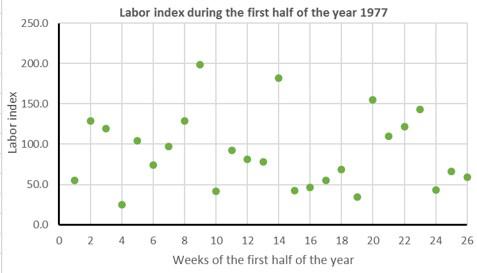 Labor index during the first half of the year 1977
250.0
200.0
150.0
100.0
50.0
0.0
Labor index
0 2 4 6 8 10 12 14 16 18 20 22 24 26
Weeks of the first half of the year